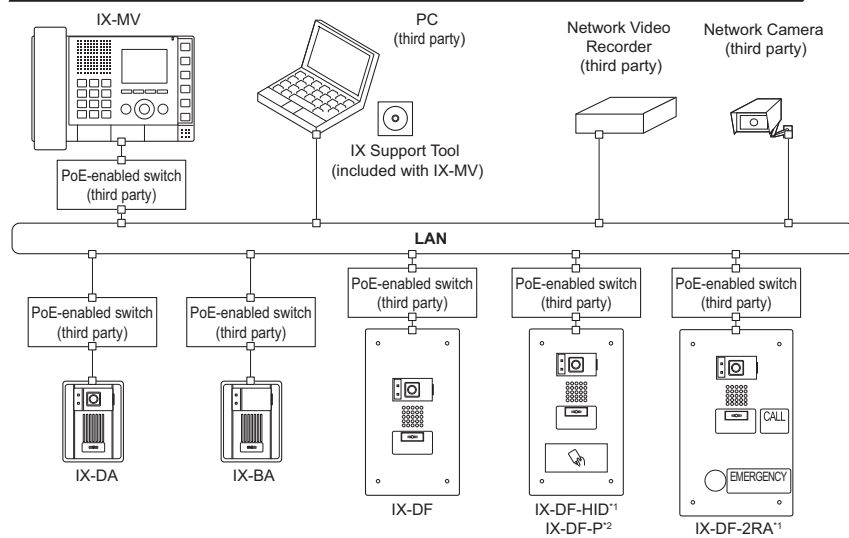 IX-MV
PC
(third party)
Network Video
Recorder
(third party)
Network Camera
(third party)
IX Support Tool
(included with IX-MV)
PoE-enabled switch
(third party)
LAN
PoE-enabled switch
(third party)
PoE-enabled switch
(third party)
PoE-enabled switch
(third party)
PoE-enabled switch
(third party)
PoE-enabled switch
(third party)
CALL
EMERGENCY
IX-DA
IX-BA
IX-DF
IX-DF-HID*1
IX-DF-P*2
IX-DF-2RA*1